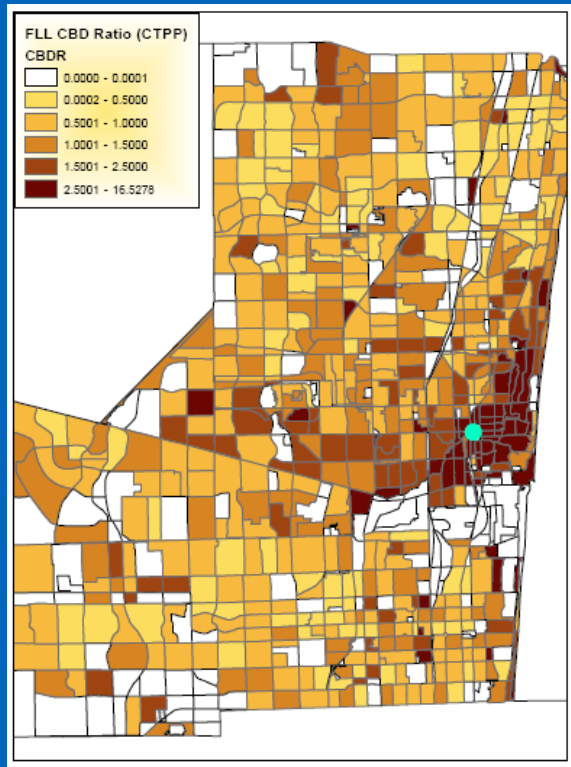 FLL CBD Ratio (CTPP)
CBDR
0.0000 - 0.0001
0.0002 - 0.5000
0.5001 - 1.0000
1.0001 - 1.5000
1.5001 - 2.5000
2.5001 - 16.5278